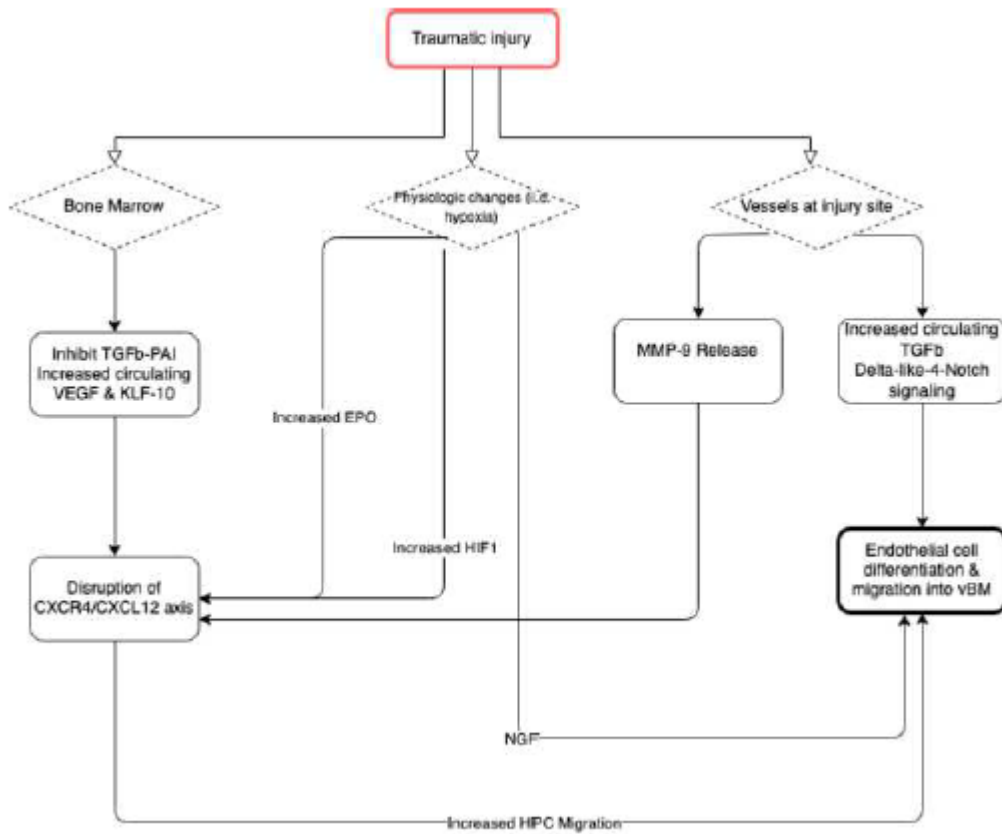 Traumatic injury
Bone Marrow
Physiologic changes (i.e.
hypoxia)
Vessels at injury site
Inhibit TGFb-PAI
Increased circulating
VEGF & KLF-10
MMP-9 Release
Increased circulating
TGFb
Delta-like-4-Notch
signaling
Increased EPO
Increased HIF1
Disruption of
CXCR4/CXCL12 axis
Endothelial cell
differentiation &
migration into vBM
NGF
Increased HPC Migration